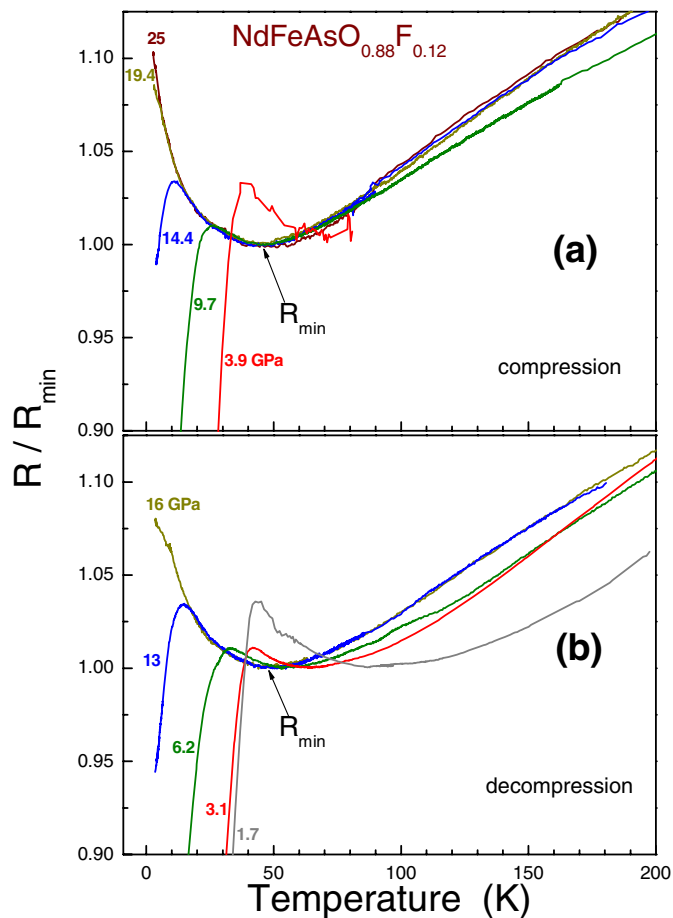 NdFeAsO0.88F0.12
25
19.4
14.4
9.7
3.9 GPa
Rmin
(a)
compression
1.10
1.05
1.00
0.95
0.90
R / Rmin
16 GPa
13
6.2
3.1
1.7
Rmin
(b)
decompression
1.10
1.05
1.00
0.95
0.90
0 50 100 150 200
Temperature (K)